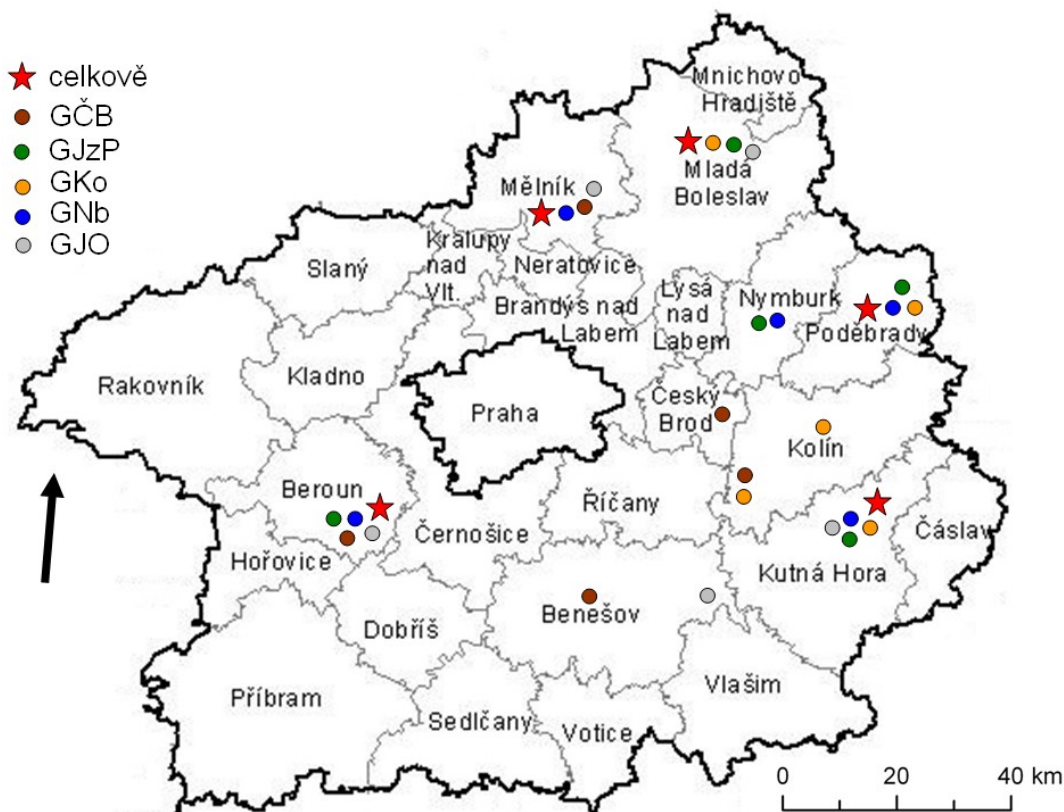 celkově
GČB
GJzP
GKo
GNb
GJO
Mnichovo
Hradiště
Mladá
Boleslav
Mělník
Slaný
Kralupy
nad
Vlt.
Neratovice
Brandýs nad
Labem
Lysá
nad
Labem
Nymburk
Poděbrady
Rakovník
Kladno
Praha
Český
Brod
Kolín
Beroun
Říčany
Černošice
Hořovice
Kutná Hora
Čáslav
Dobříš
Benešov
Příbram
Sedlčany
Votice
Vlašim
0 20 40 km